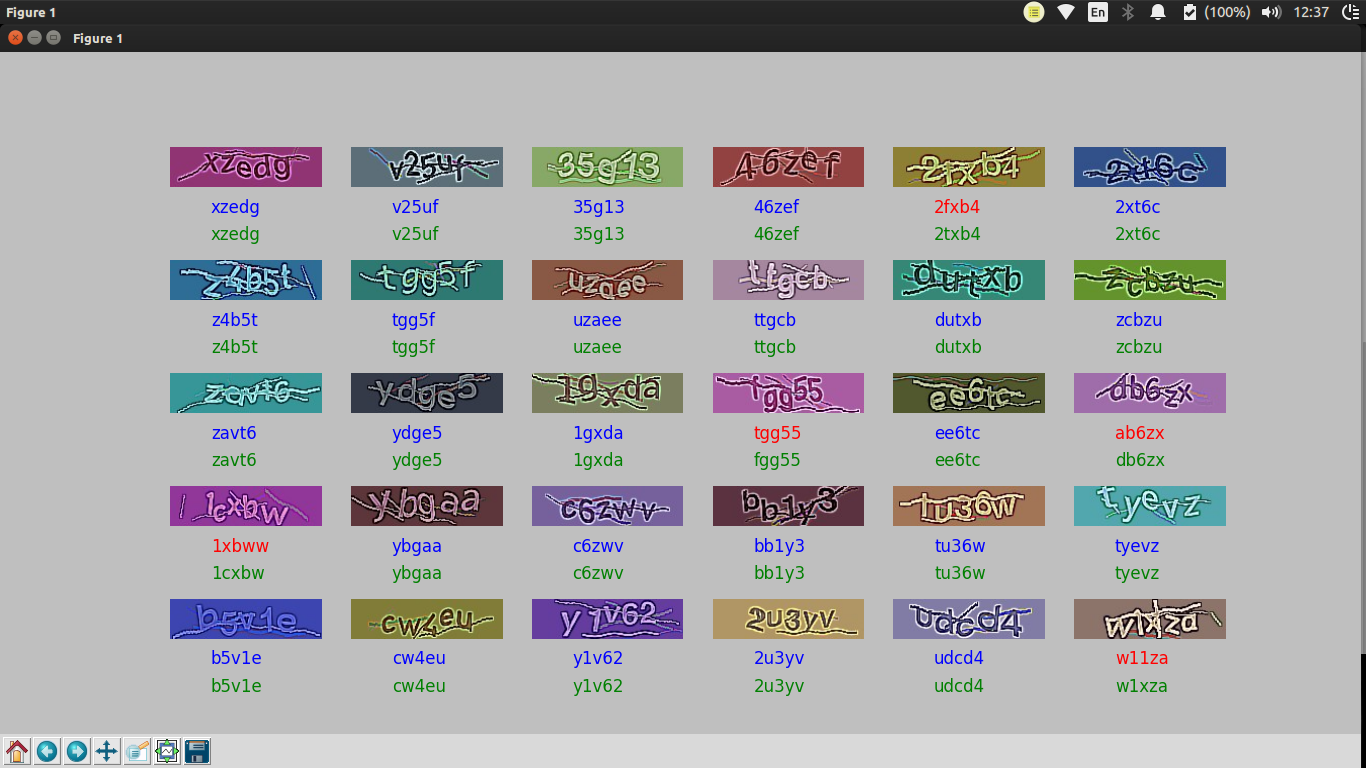 Figure 1
En
(100%)
12:37
Figure 1
xzedg v25uf 35g13 46zef 2txb4 2xt6c
xzedg v25uf 35g13 46zef 2fxb4 2xt6c
xzedg v25uf 35g13 46zef 2txb4 2xt6c
z4b5t tgg5f uzaee ttgcb dutxb zcbzu
z4b5t tgg5f uzaee ttgcb dutxb zcbzu
z4b5t tgg5f uzaee ttgcb dutxb zcbzu
zavt6 ydge5 1gxda fgg55 ee6tc db6zx
zavt6 ydge5 1gxda tgg55 ee6tc ab6zx
zavt6 ydge5 1gxda fgg55 ee6tc db6zx
1cxbw ybgaa c6zwv bb1y3 tu36w tyevz
1xbww ybgaa c6zwv bb1y3 tu36w tyevz
1cxbw ybgaa c6zwv bb1y3 tu36w tyevz
b5v1e cw4eu y1v62 2u3yv udcd4 w1xza
b5v1e cw4eu y1v62 2u3yv udcd4 w11za
b5v1e cw4eu y1v62 2u3yv udcd4 w1xza